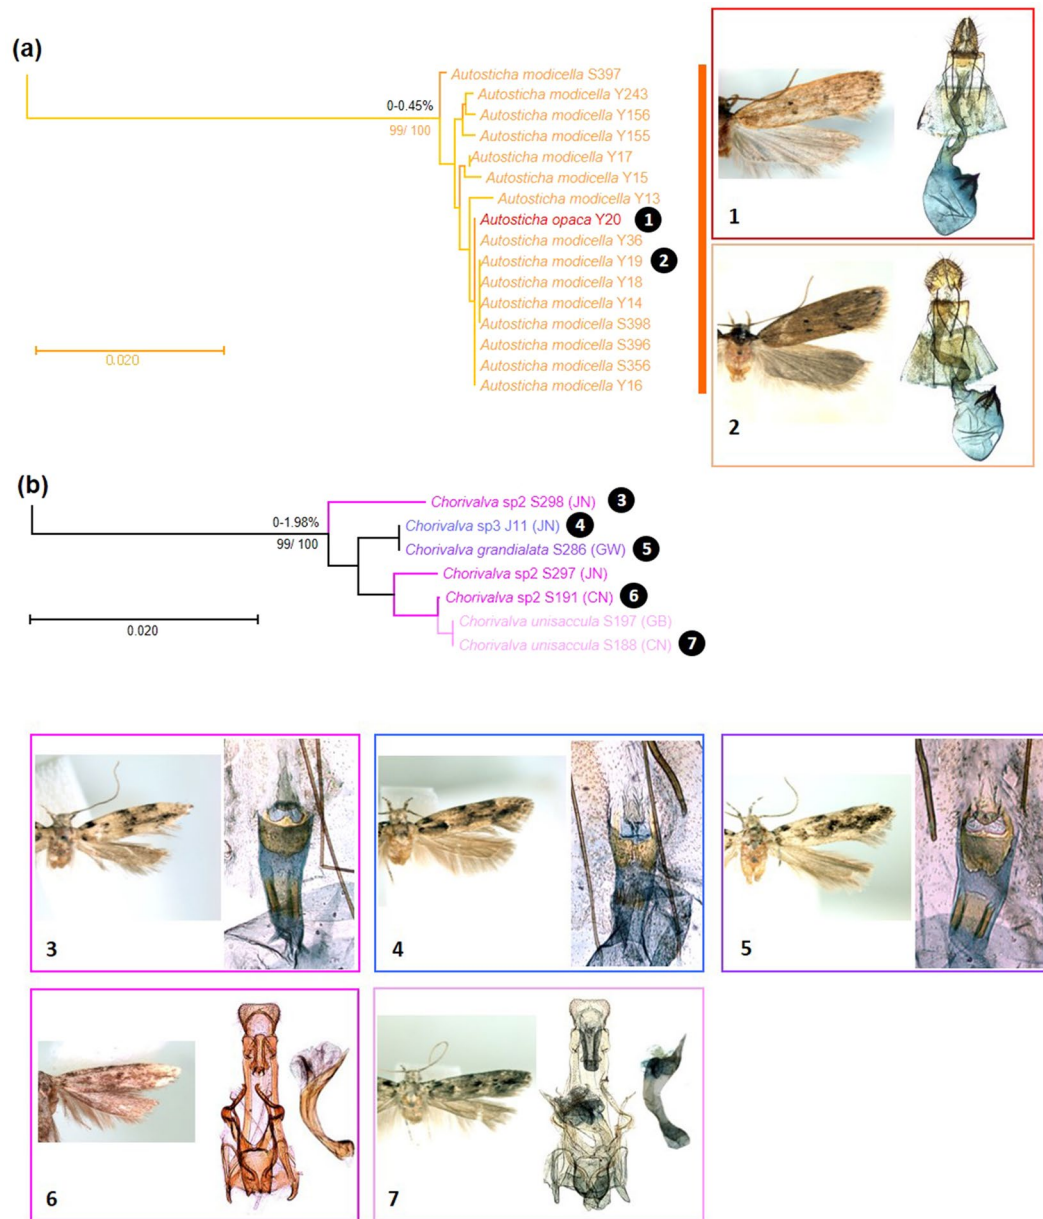 (a)
Autosticha modicella S397
Autosticha modicella Y243
0-0.45%
Autosticha modicella Y156
99/ 100
Autosticha modicella Y155
Autosticha modicella Y17
Autosticha modicella Y15
Autosticha modicella Y13
Autosticha opaca Y20 1
Autosticha modicella Y36
Autosticha modicella Y19 2
Autosticha modicella Y18
Autosticha modicella Y14
Autosticha modicella S398
Autosticha modicella S396
Autosticha modicella S356
Autosticha modicella Y16
0.020
1
2
(b)
Chorivalva sp2 S298 (JN) 3
0-1.98%
99/ 100
Chorivalva sp3 J11 (JN) 4
Chorivalva grandialata S286 (GW) 5
Chorivalva sp2 S297 (JN)
Chorivalva sp2 S191 (CN) 6
Chorivalva unisaccula S197 (GB)
Chorivalva unisaccula S188 (CN) 7
0.020
3
4
5
6
7